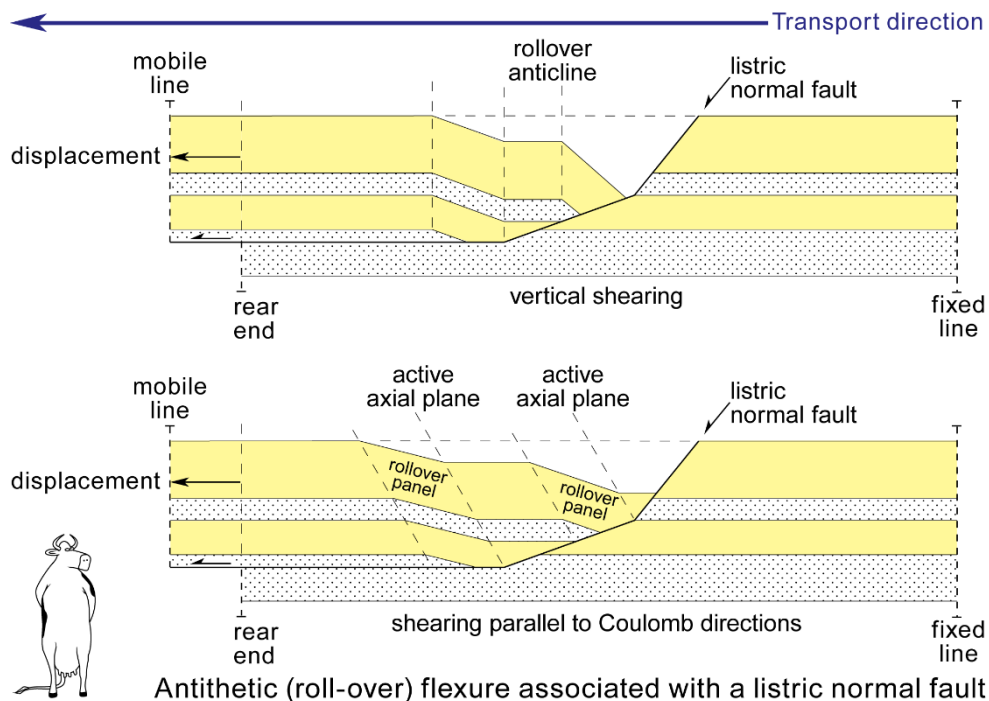 Transport direction
mobile
line
rollover
anticline
listric
normal fault
displacement
vertical shearing
rear
end
fixed
line
mobile
line
active
axial plane
active
axial plane
listric
normal fault
displacement
rollover
panel
rollover
panel
rear
end
shearing parallel to Coulomb directions
fixed
line
Antithetic (roll-over) flexure associated with a listric normal fault